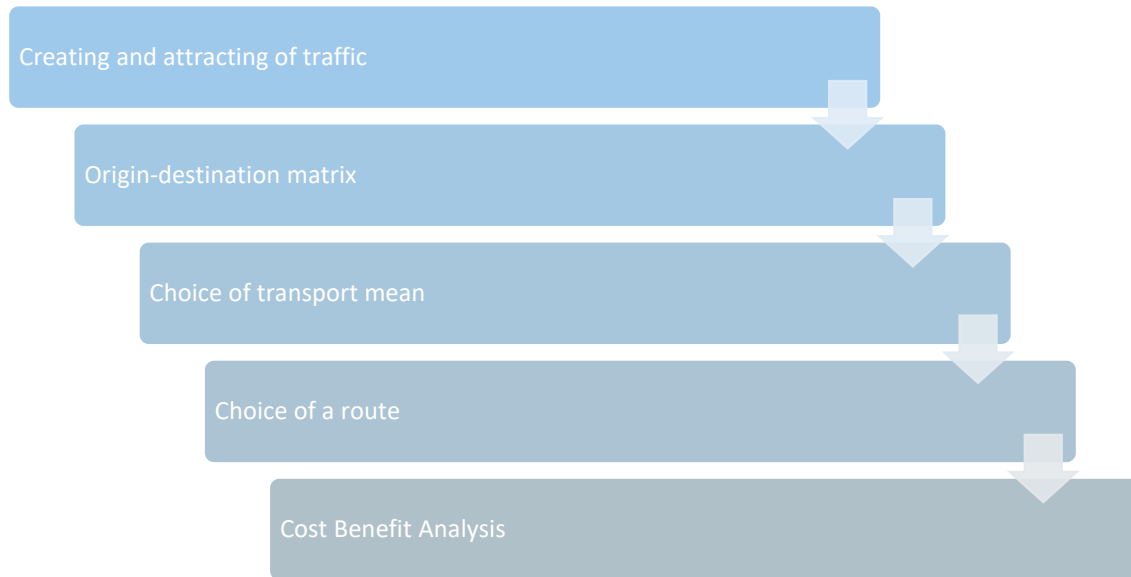 Creating and attracting of traffic
Origin-destination matrix
Choice of transport mean
Choice of a route
Cost Benefit Analysis